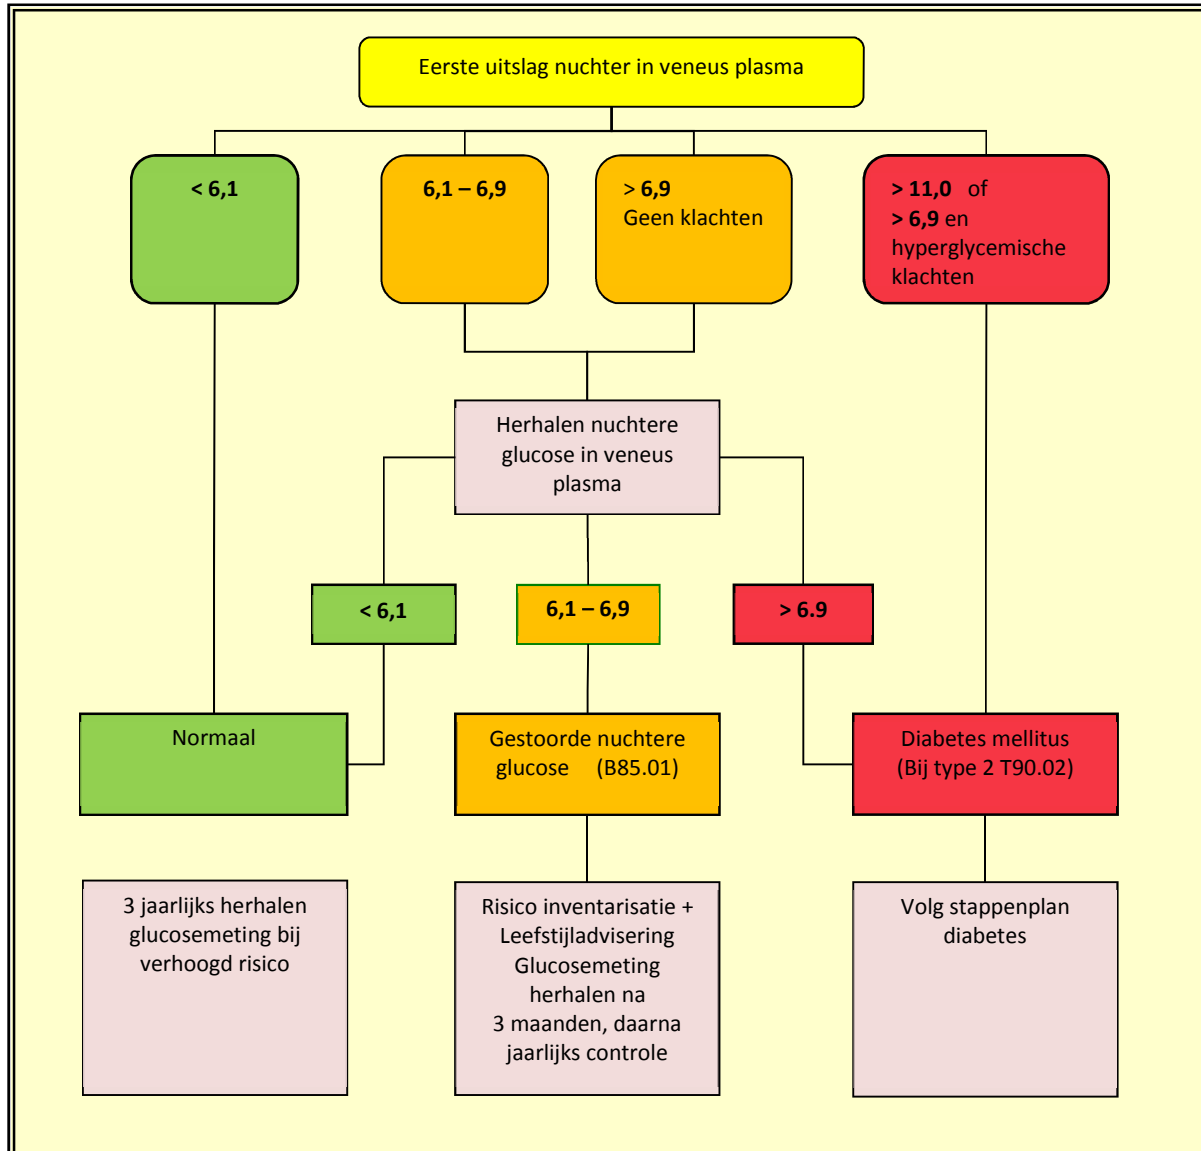 Eerste uitslag nuchter in veneus plasma
< 6,1
6,1 – 6,9
> 6,9
Geen klachten
> 11,0 of
> 6,9 en
hyperglycemische
klachten
Herhalen nuchtere
glucose in veneus
plasma
< 6,1
6,1 – 6,9
> 6.9
Normaal
Gestoorde nuchtere
glucose (B85.01)
Diabetes mellitus
(Bij type 2 T90.02)
3 jaarlijks herhalen
glucosemeting bij
verhoogd risico
Risico inventarisatie +
Leefstijladvisering
Glucosemeting
herhalen na
3 maanden, daarna
jaarlijks controle
Volg stappenplan
diabetes